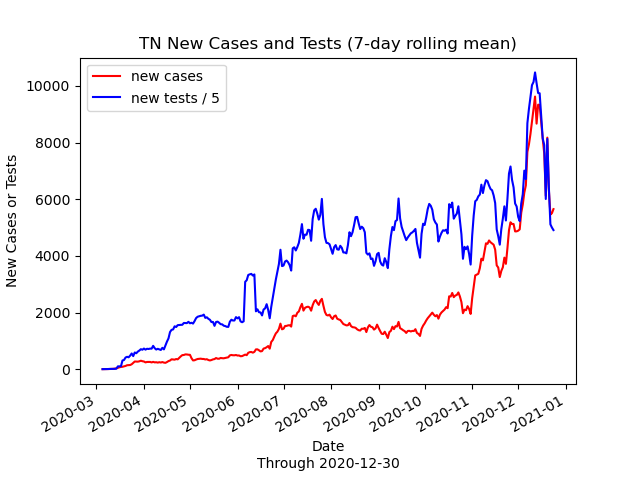 TN New Cases and Tests (7-day rolling mean)
new cases
new tests / 5
New Cases or Tests
10000
8000
6000
4000
2000
0
2020-03
2020-04
2020-05
2020-06
2020-07
2020-08
2020-09
2020-10
2020-11
2020-12
2021-01
Date
Through 2020-12-30